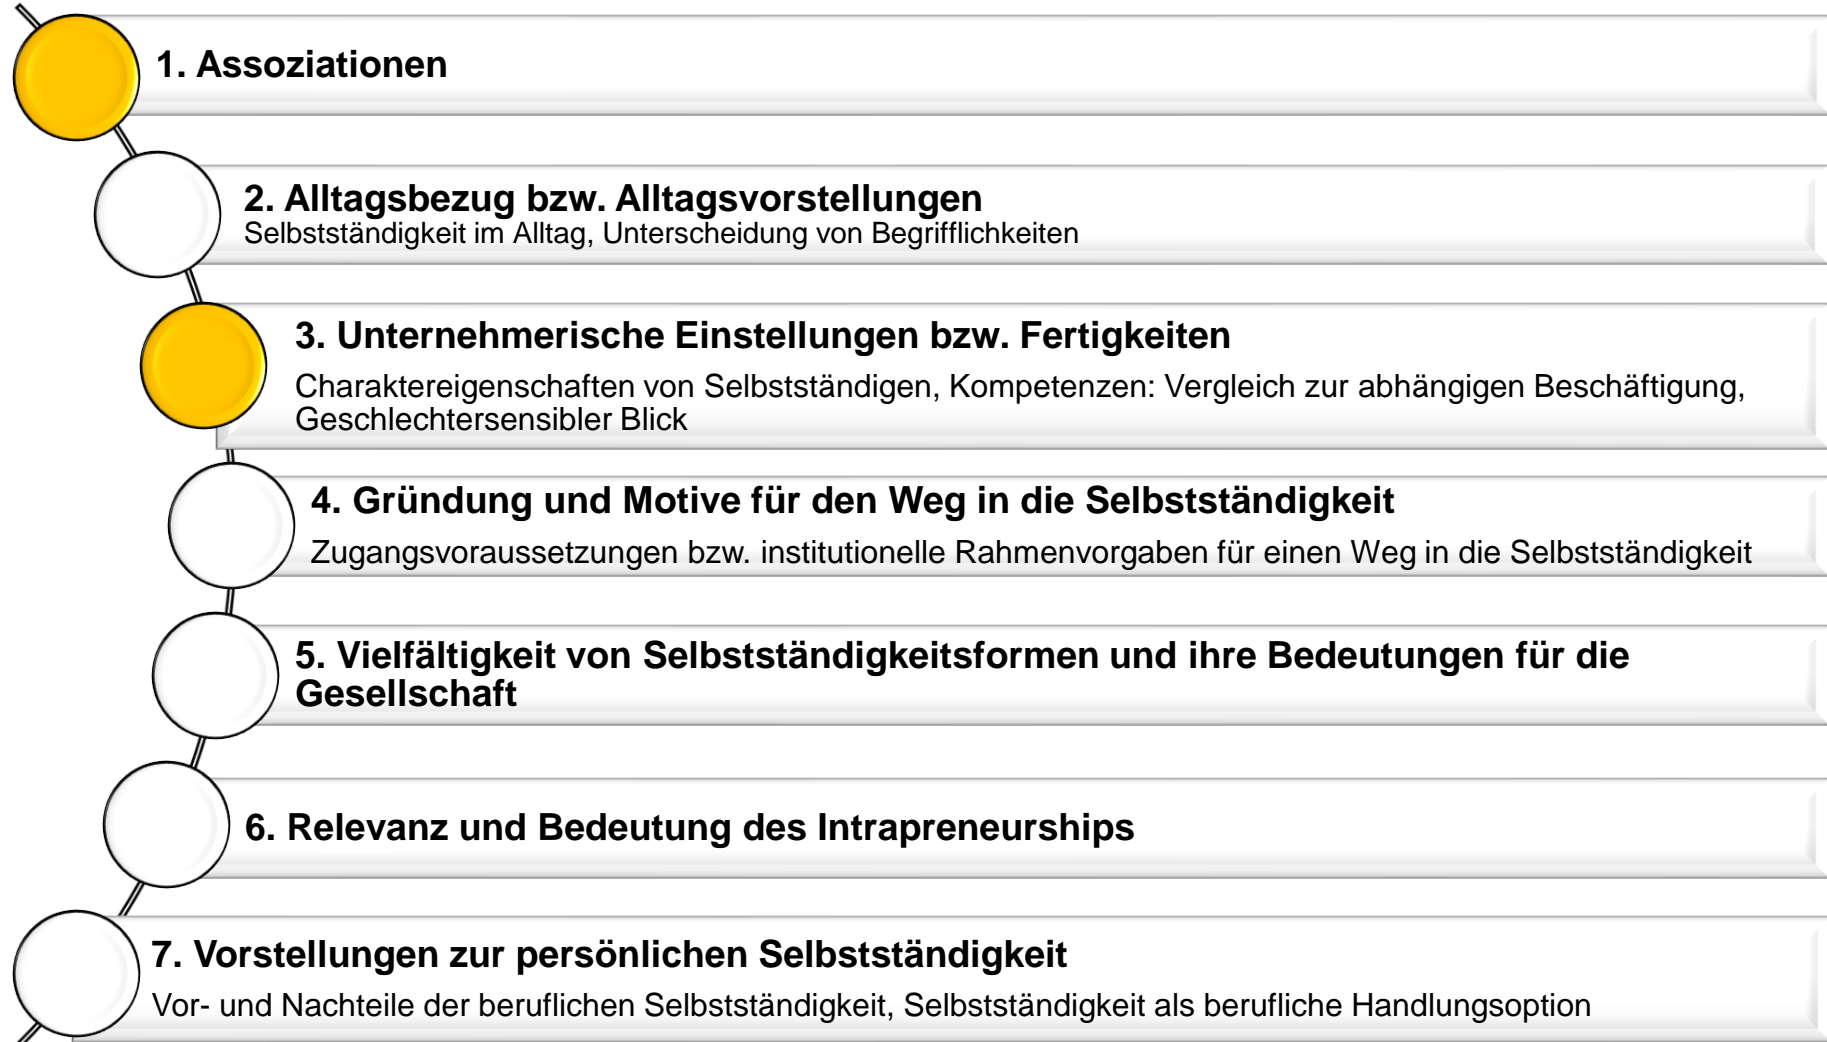 1. Assoziationen
2. Alltagsbezug bzw. Alltagsvorstellungen
Selbstständigkeit im Alltag, Unterscheidung von Begrifflichkeiten
3. Unternehmerische Einstellungen bzw. Fertigkeiten
Charaktereigenschaften von Selbstständigen, Kompetenzen: Vergleich zur abhängigen Beschäftigung,
Geschlechtersensibler Blick
4. Gründung und Motive für den Weg in die Selbstständigkeit
Zugangsvoraussetzungen bzw. institutionelle Rahmenvorgaben für einen Weg in die Selbstständigkeit
5. Vielfältigkeit von Selbstständigkeitsformen und ihre Bedeutungen für die
Gesellschaft
6. Relevanz und Bedeutung des Intrapreneurships
7. Vorstellungen zur persönlichen Selbstständigkeit
Vor- und Nachteile der beruflichen Selbstständigkeit, Selbstständigkeit als berufliche Handlungsoption